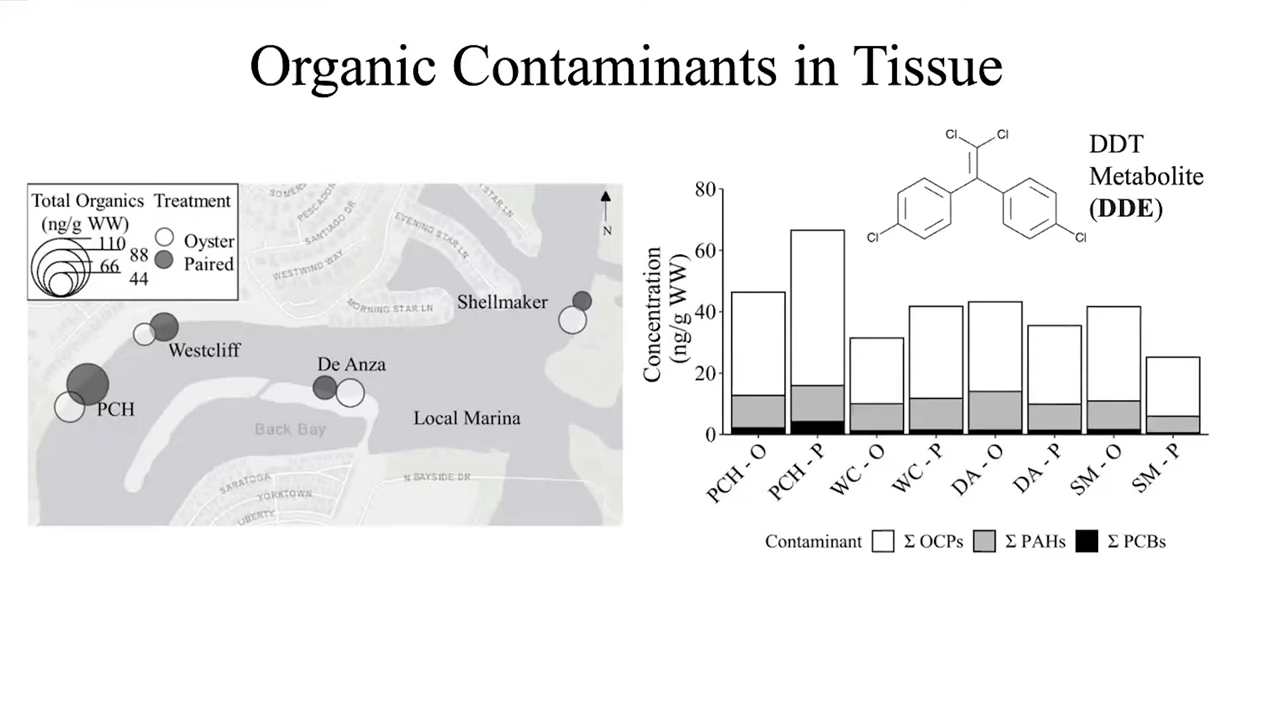 Organic Contaminants in Tissue
Total Organics
(ng/g WW)
110
88
66
44
Treatment
Oyster
Paired
SANTIAGO DR
WESTWIND WAY
EVENING STAR LN
MORNING STAR LN
STAR LN
N
Shellmaker
Westcliff
De Anza
PCH
Local Marina
Back Bay
SARATOGA
YORKTOWN
LIBERTY
N BAYSIDE DR
Cl
Cl
Cl
Cl
DDT
Metabolite
(DDE)
Concentration
(ng/g WW)
80
60
40
20
0
PCH - O
PCH - P
WC - O
WC - P
DA - O
DA - P
SM - O
SM - P
Contaminant
Σ OCPs
Σ PAHs
Σ PCBs